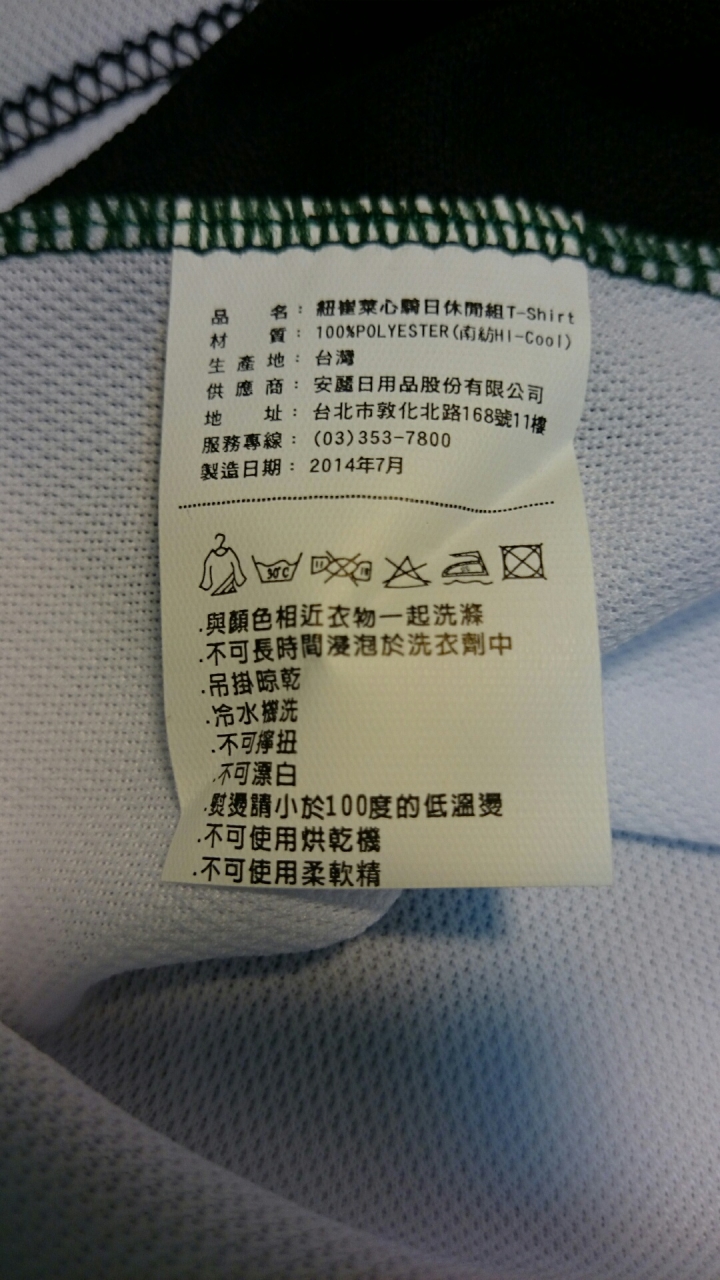 品名：紐崔萊心騎日休閒組T-Shirt
材質：100%POLYESTER(南紡Hi-Cool)
生產地：台灣
供應商：安麗日用品股份有限公司
地址：台北市敦化北路168號11樓
服務專線：(03)353-7800
製造日期：2014年7月
30°C
.與顏色相近衣物一起洗滌
.不可長時間浸泡於洗衣劑中
.吊掛晾乾
.冷水機洗
.不可擰扭
.不可漂白
.熨燙請小於100度的低溫燙
.不可使用烘乾機
.不可使用柔軟精